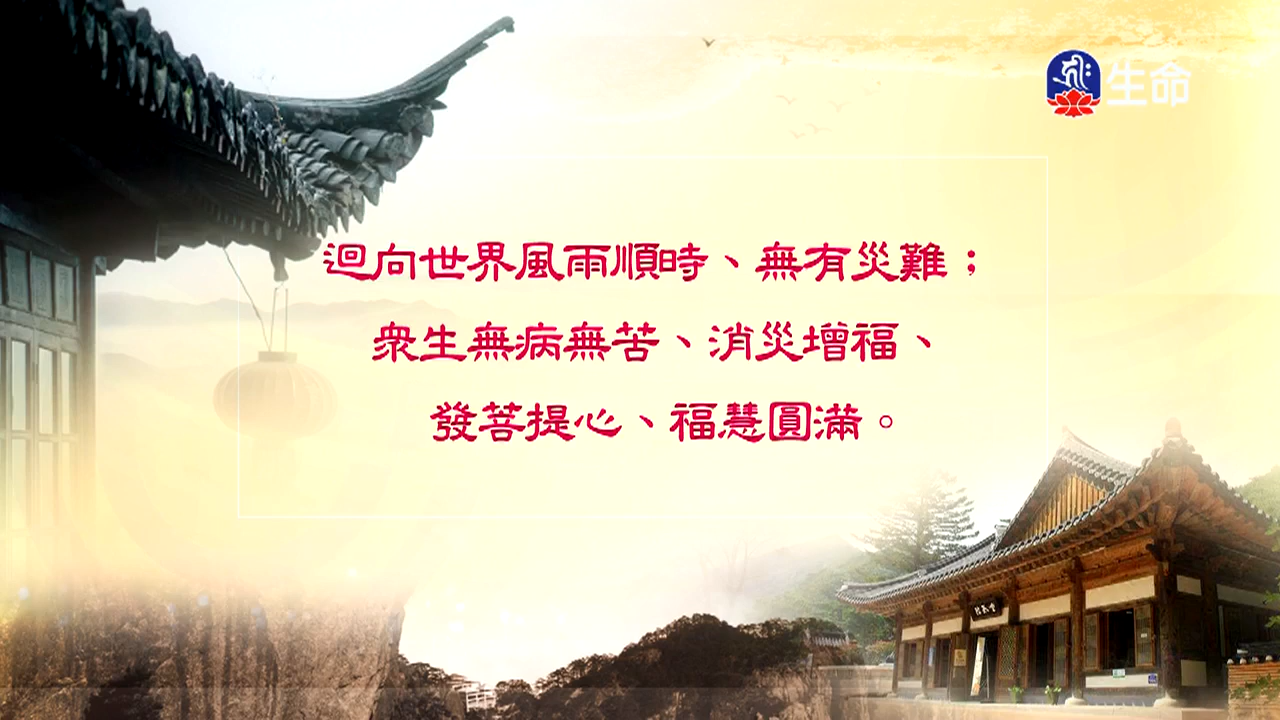 生命
迴向世界風雨順時、無有災難；
衆生無病無苦、消災增福、
發菩提心、福慧圓滿。